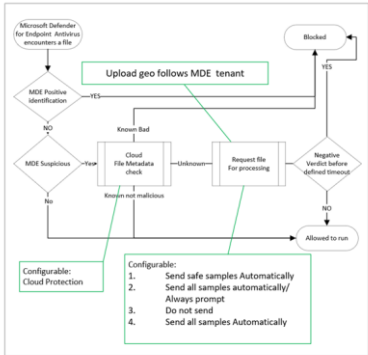 Microsoft Defender
for Endpoint Antivirus
encounters a file
Blocked
Upload geo follows MDE tenant
MDE Positive
identification
YES
YES
NO
Known Bad
MDE Suspicious
Yes
Cloud
File Metadata
check
Unknown
Request file
For processing
Negative
Verdict before
defined timeout
No
Known not malicious
NO
Allowed to run
Configurable:
Cloud Protection
Configurable:
1. Send safe samples Automatically
2. Send all samples automatically/
Always prompt
3. Do not send
4. Send all samples Automatically